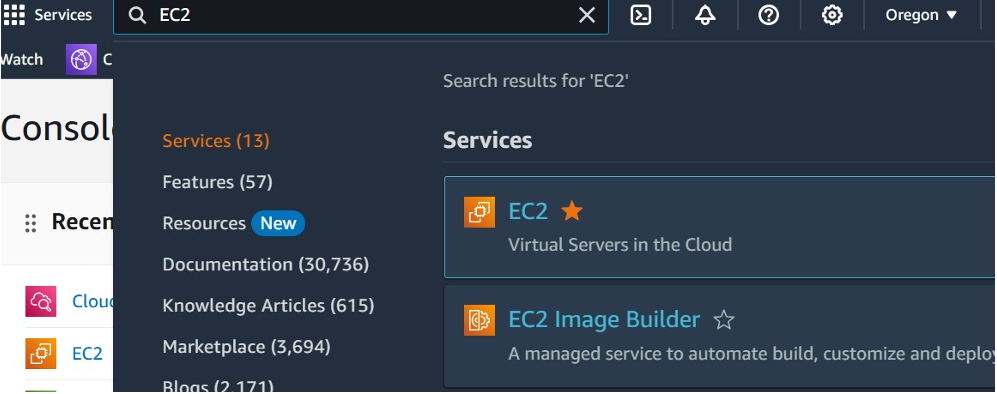 Services
EC2
Oregon
Watch
C
Search results for 'EC2'
Consol
Services (13)
Features (57)
Resources New
Documentation (30,736)
Knowledge Articles (615)
Marketplace (3,694)
Blogs (2,171)
Services
EC2
Virtual Servers in the Cloud
EC2 Image Builder
A managed service to automate build, customize and deploy
Recen
Clou
EC2